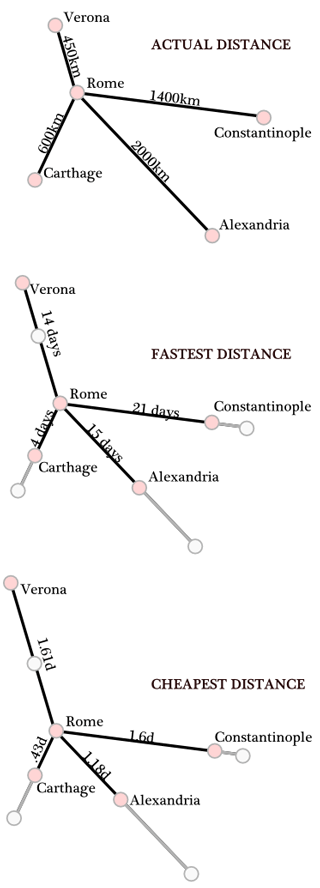 Verona
ACTUAL DISTANCE
450km
Rome
1400km
600km
2000km
Constantinople
Carthage
Alexandria
Verona
14 days
FASTEST DISTANCE
Rome
21 days
Constantinople
4 days
15 days
Carthage
Alexandria
Verona
1.61d
CHEAPEST DISTANCE
Rome
1.6d
Constantinople
.43d
1.18d
Carthage
Alexandria